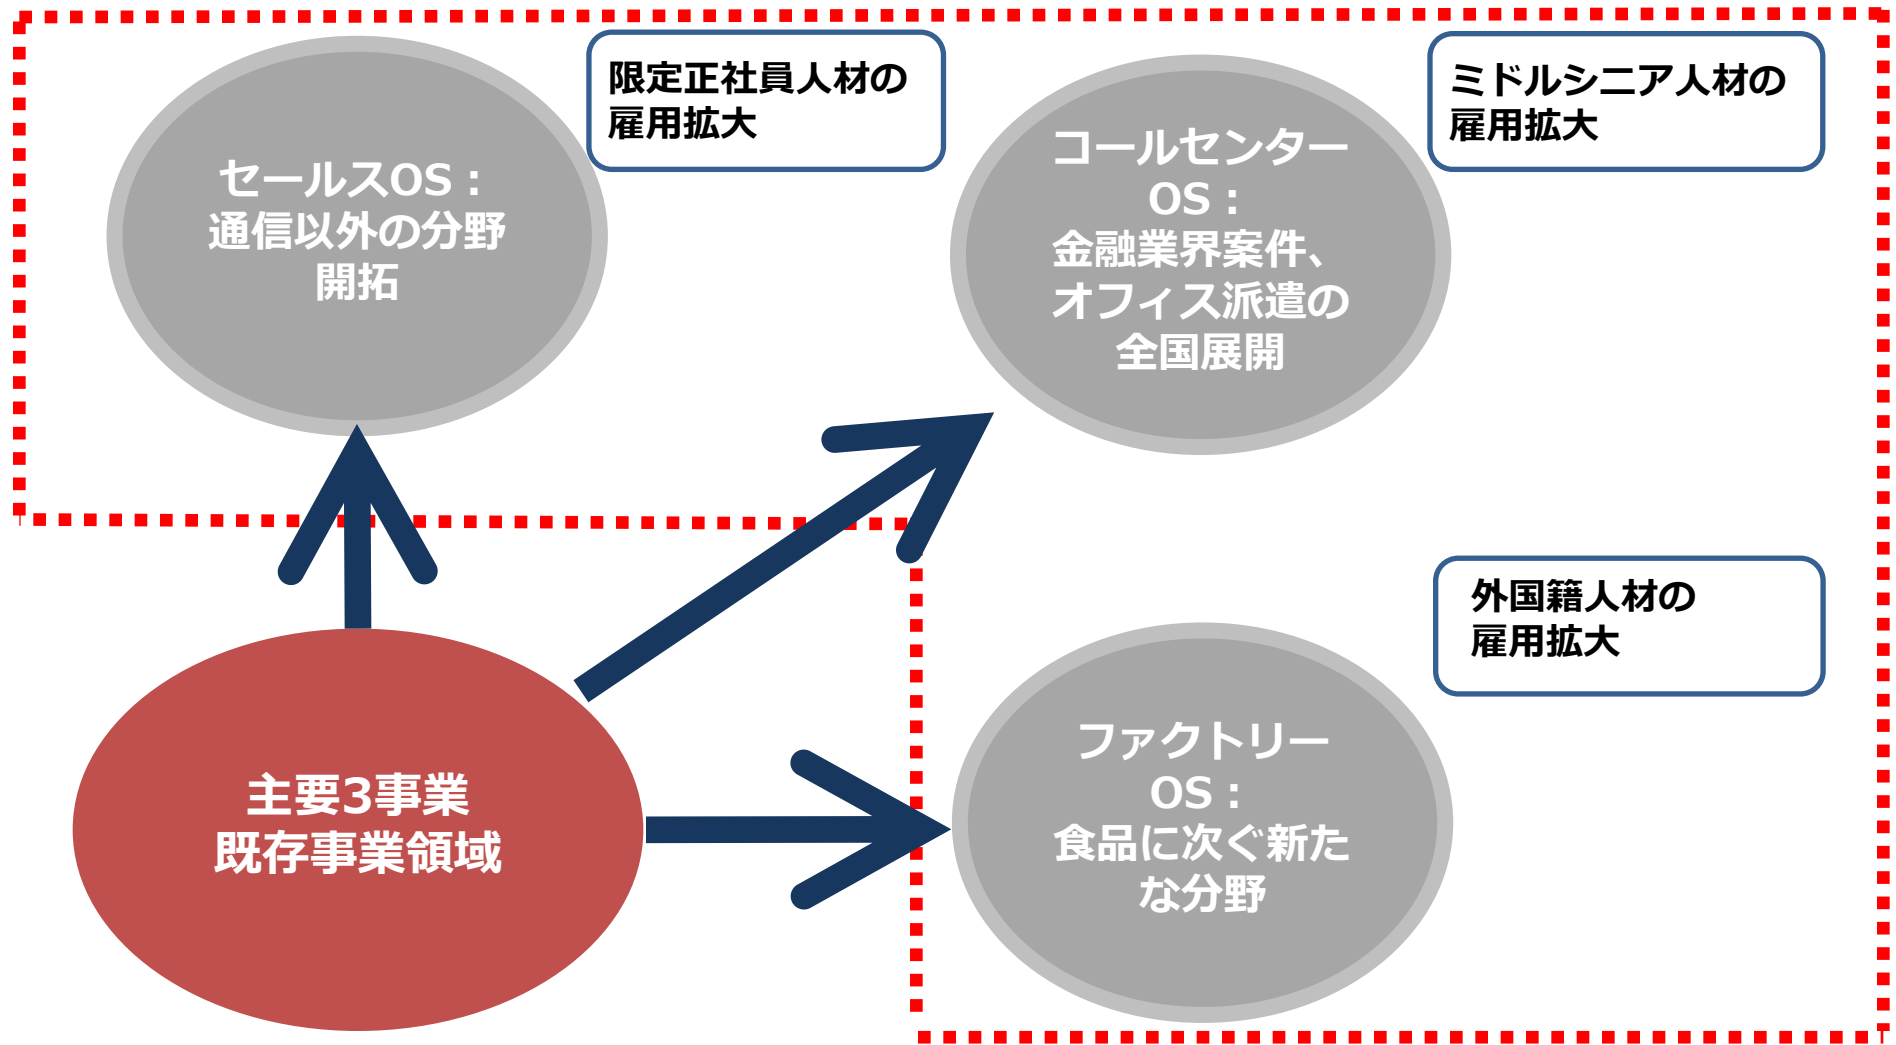 セールスOS：
通信以外の分野
開拓
限定正社員人材の
雇用拡大
コールセンター
OS：
金融業界案件、
オフィス派遣の
全国展開
ミドルシニア人材の
雇用拡大
主要3事業
既存事業領域
ファクトリー
OS：
食品に次ぐ新た
な分野
外国籍人材の
雇用拡大